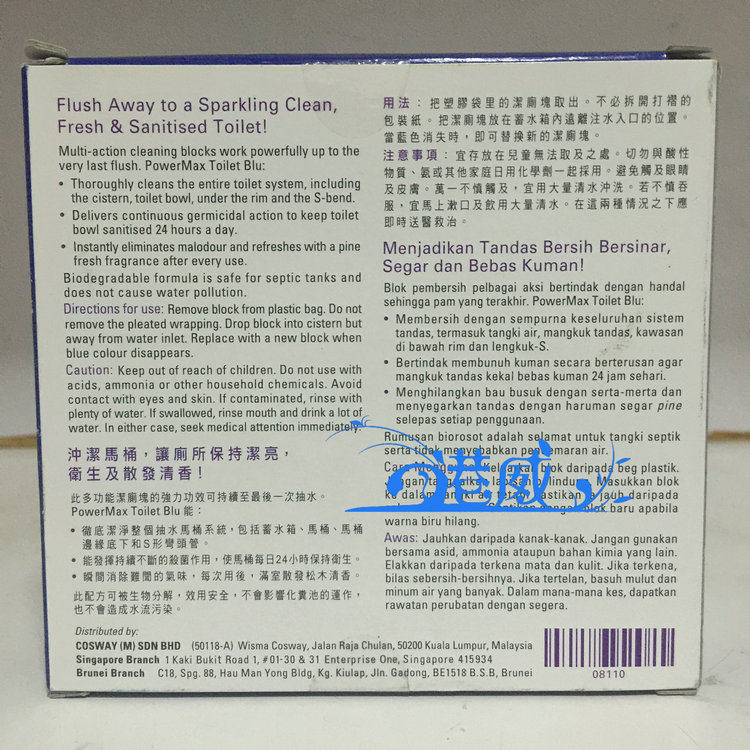 Flush Away to a Sparkling Clean,
Fresh & Sanitised Toilet!
Multi-action cleaning blocks work powerfully up to the
very last flush. PowerMax Toilet Blu:
• Thoroughly cleans the entire toilet system, including
the cistern, toilet bowl, under the rim and the S-bend.
• Delivers continuous germicidal action to keep toilet
bowl sanitised 24 hours a day.
• Instantly eliminates malodour and refreshes with a pine
fresh fragrance after every use.
Biodegradable formula is safe for septic tanks and
does not cause water pollution.
Directions for use: Remove block from plastic bag. Do not
remove the pleated wrapping. Drop block into cistern but
away from water inlet. Replace with a new block when
blue colour disappears.
Caution: Keep out of reach of children. Do not use with
acids, ammonia or other household chemicals. Avoid
contact with eyes and skin. If contaminated, rinse with
plenty of water. If swallowed, rinse mouth and drink a lot of
water. In either case, seek medical attention immediately.
沖潔馬桶，讓廁所保持潔亮，
衛生及散發清香！
此多功能潔廁塊的強力功效可持續至最後一次抽水。
PowerMax Toilet Blu 能：
• 徹底潔淨整個抽水馬桶系統，包括蓄水箱、馬桶、馬桶
邊緣底下和S形彎頭管。
• 能發揮持續不斷的殺菌作用，使馬桶每日24小時保持衛生。
• 瞬間消除難聞的氣味，每次用後，滿室散發松木清香。
此配方可被生物分解，效用安全，不會影響化糞池的運作，
也不會造成水流污染。
用法：把塑膠袋里的潔廁塊取出。不必拆開打褶的
包裝紙。把潔廁塊放在蓄水箱內遠離注水入口的位置。
當藍色消失時，即可替換新的潔廁塊。
注意事項：宜存放在兒童無法取及之處。切勿與酸性
物質、氨或其他家庭日用化學劑一起採用。避免觸及眼睛
及皮膚。萬一不慎觸及，宜用大量清水沖洗。若不慎吞
服，宜馬上漱口及飲用大量清水。在這兩種情況之下應
即時送醫救治。
Menjadikan Tandas Bersih Bersinar,
Segar dan Bebas Kuman!
Blok pembersih pelbagai aksi bertindak dengan handal
sehingga pam yang terakhir. PowerMax Toilet Blu:
• Membersih dengan sempurna keseluruhan sistem
tandas, termasuk tangki air, mangkuk tandas, kawasan
di bawah rim dan lengkuk-S.
• Bertindak membunuh kuman secara berterusan agar
mangkuk tandas kekal bebas kuman 24 jam sehari.
• Menghilangkan bau busuk dengan serta-merta dan
menyegarkan tandas dengan haruman segar pine
selepas setiap penggunaan.
Rumusan biorosot adalah selamat untuk tangki septik
serta tidak menyebabkan pencemaran air.
Cara Keluarkan blok daripada beg plastik.
Jangan tanggalkan lapisan Masukkan blok
ke dalam tangki air tetapi pastikan ia jauh daripada
dengan blok baru apabila
warna biru hilang.
Awas: Jauhkan daripada kanak-kanak. Jangan gunakan
bersama asid, ammonia ataupun bahan kimia yang lain.
Elakkan daripada terkena mata dan kulit. Jika terkena,
bilas sebersih-bersihnya. Jika tertelan, basuh mulut dan
minum air yang banyak. Dalam mana-mana kes, dapatkan
rawatan perubatan dengan segera.
港威
Distributed by:
COSWAY (M) SDN BHD (50118-A) Wisma Cosway, Jalan Raja Chulan, 50200 Kuala Lumpur, Malaysia
Singapore Branch 1 Kaki Bukit Road 1, #01-30 & 31 Enterprise One, Singapore 415934
Brunei Branch C18, Spg. 88, Hau Man Yong Bldg, Kg. Kiulap, Jln. Gadong, BE1518 B.S.B, Brunei
08110